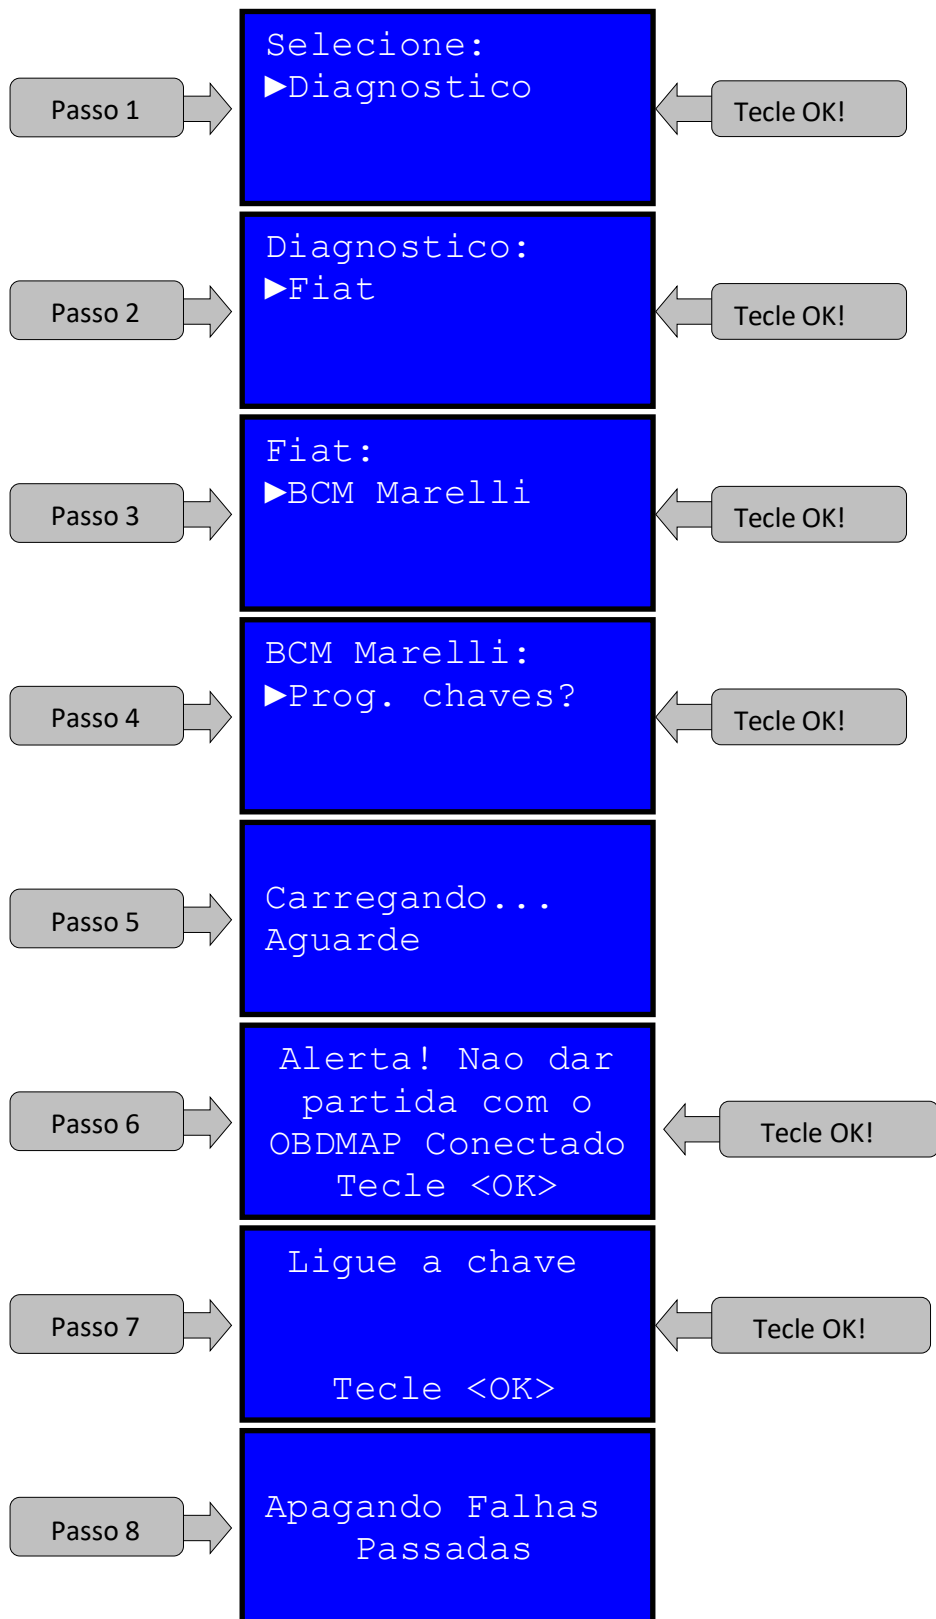 Selecione:
Passo 1
►Diagnostico
Tecle OK!
Diagnostico:
Passo 2
►Fiat
Tecle OK!
Fiat:
Passo 3
►BCM Marelli
Tecle OK!
BCM Marelli:
Passo 4
►Prog. chaves?
Tecle OK!
Passo 5
Carregando...
Aguarde
Passo 6
Alerta! Nao dar
partida com o
OBDMAP Conectado
Tecle <OK>
Tecle OK!
Passo 7
Ligue a chave
Tecle <OK>
Tecle OK!
Passo 8
Apagando Falhas
Passadas